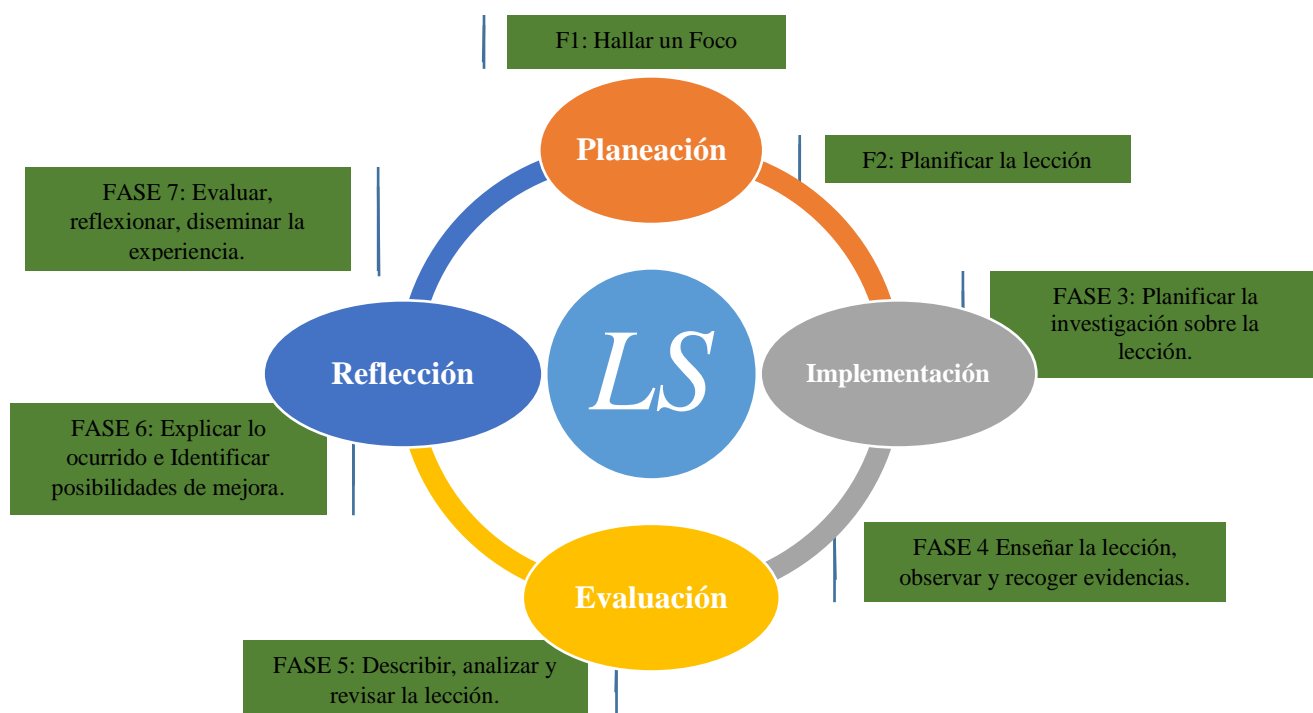 F1: Hallar un Foco
Planeación
F2: Planificar la lección
FASE 7: Evaluar,
reflexionar, diseminar la
experiencia.
FASE 3: Planificar la
investigación sobre la
lección.
Reflección
LS
Implementación
FASE 6: Explicar lo
ocurrido e Identificar
posibilidades de mejora.
FASE 4 Enseñar la lección,
observar y recoger evidencias.
Evaluación
FASE 5: Describir, analizar y
revisar la lección.